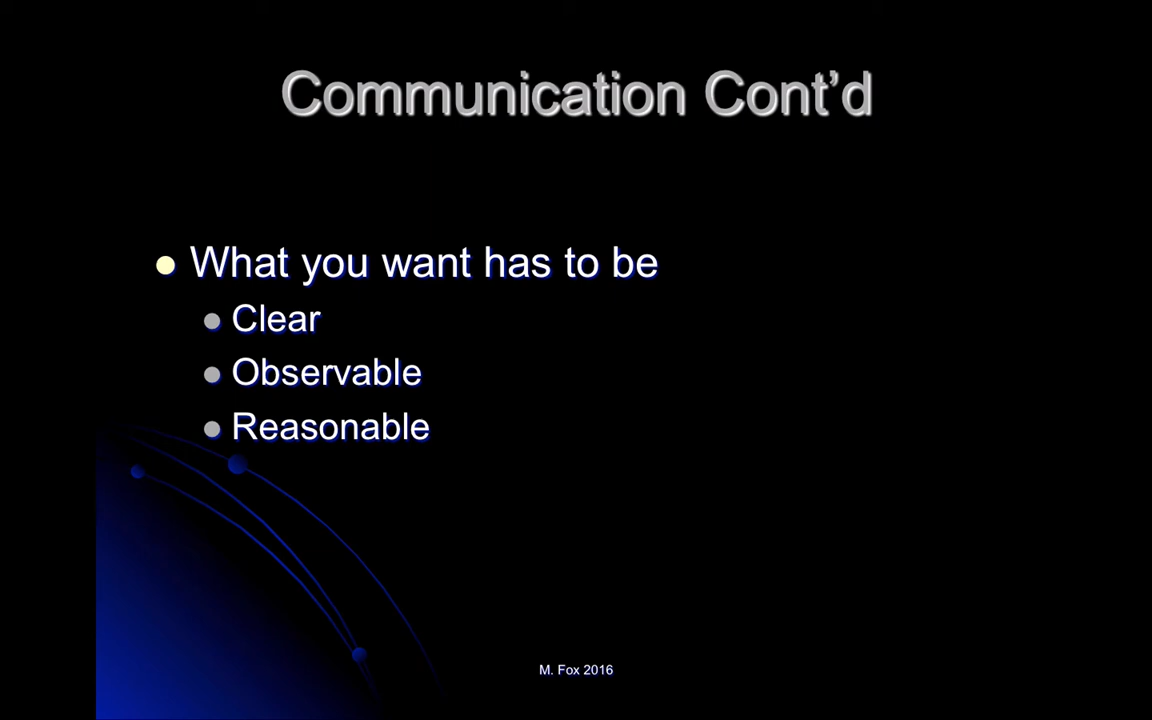 Communication Cont’d
What you want has to be
Clear
Observable
Reasonable
M. Fox 2016